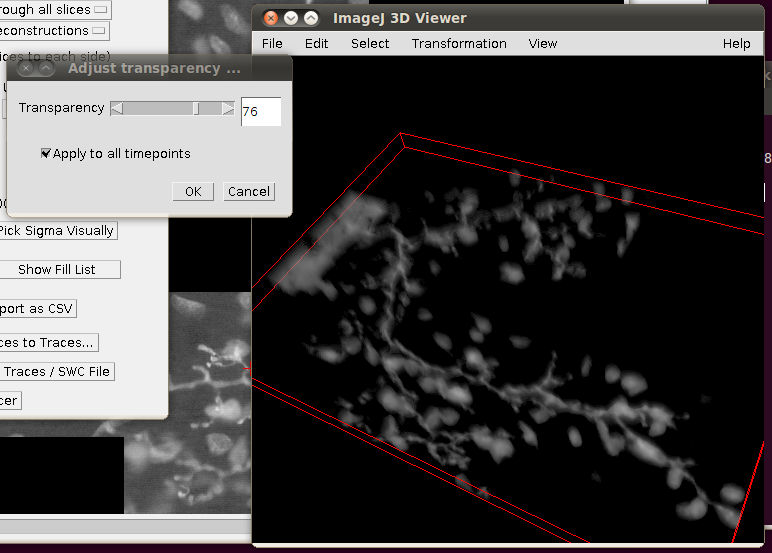 rough all slices
econstructions
ices to each side)
Adjust transparency ...
Transparency
76
Apply to all timepoints
OK
Cancel
Pick Sigma Visually
Show Fill List
port as CSV
ces to Traces...
Traces / SWC File
cer
ImageJ 3D Viewer
File Edit Select Transformation View Help
k
8